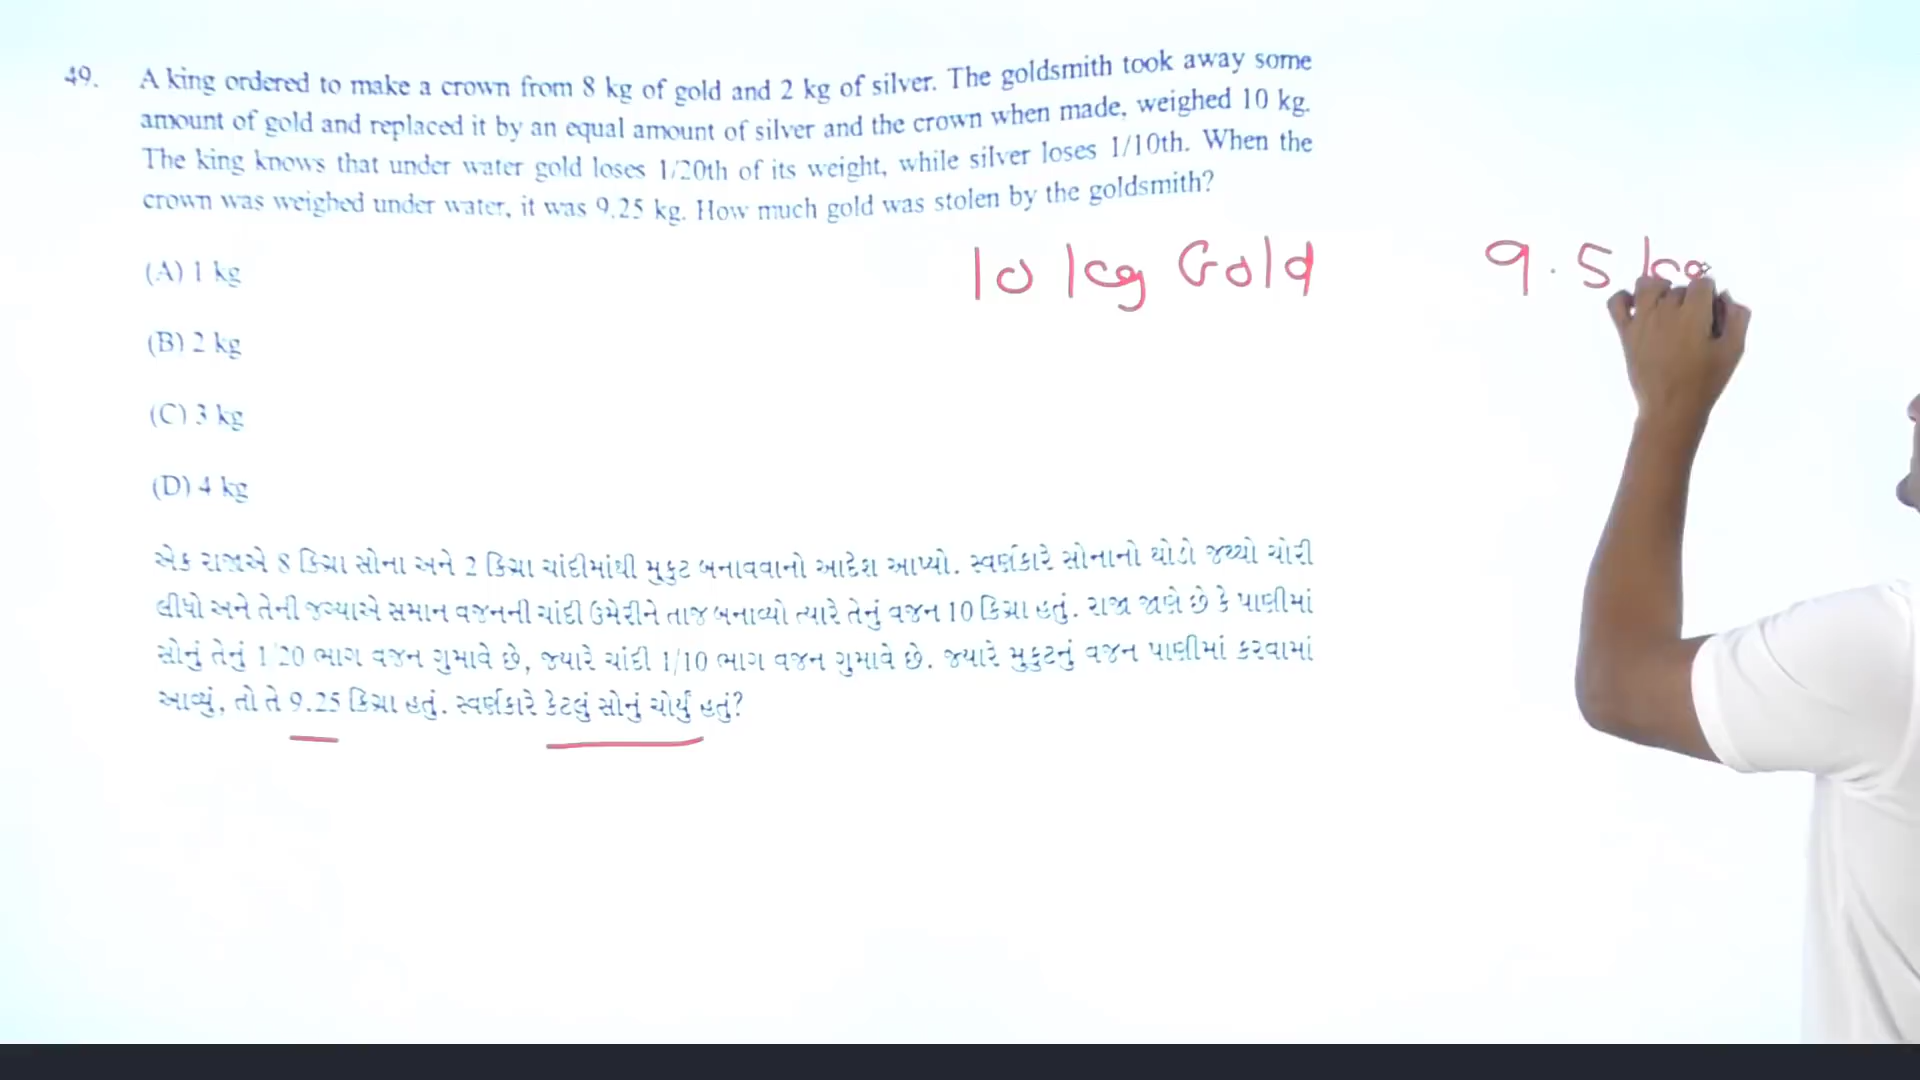 49. A king ordered to make a crown from 8 kg of gold and 2 kg of silver. The goldsmith took away some
amount of gold and replaced it by an equal amount of silver and the crown when made, weighed 10 kg.
The king knows that under water gold loses 1/20th of its weight, while silver loses 1/10th. When the
crown was weighed under water, it was 9.25 kg. How much gold was stolen by the goldsmith?
10 kg Gold 9.5 kg
(A) 1 kg
(B) 2 kg
(C) 3 kg
(D) 4 kg
એક રાજાએ 8 કિગ્રા સોના અને 2 કિગ્રા ચાંદીમાંથી મુકુટ બનાવવાનો આદેશ આપ્યો. સ્વર્ણકારે સોનાનો થોડો જથ્થો ચોરી
લીધો અને તેની જગ્યાએ સમાન વજનની ચાંદી ઉમેરીને તાજ બનાવ્યો ત્યારે તેનું વજન 10 કિગ્રા હતું. રાજા જાણે છે કે પાણીમાં
સોનું તેનું 1/20 ભાગ વજન ગુમાવે છે, જ્યારે ચાંદી 1/10 ભાગ વજન ગુમાવે છે. જ્યારે મુકુટનું વજન પાણીમાં કરવામાં
આવ્યું, તો તે 9.25 કિગ્રા હતું. સ્વર્ણકારે કેટલું સોનું ચોર્યું હતું?